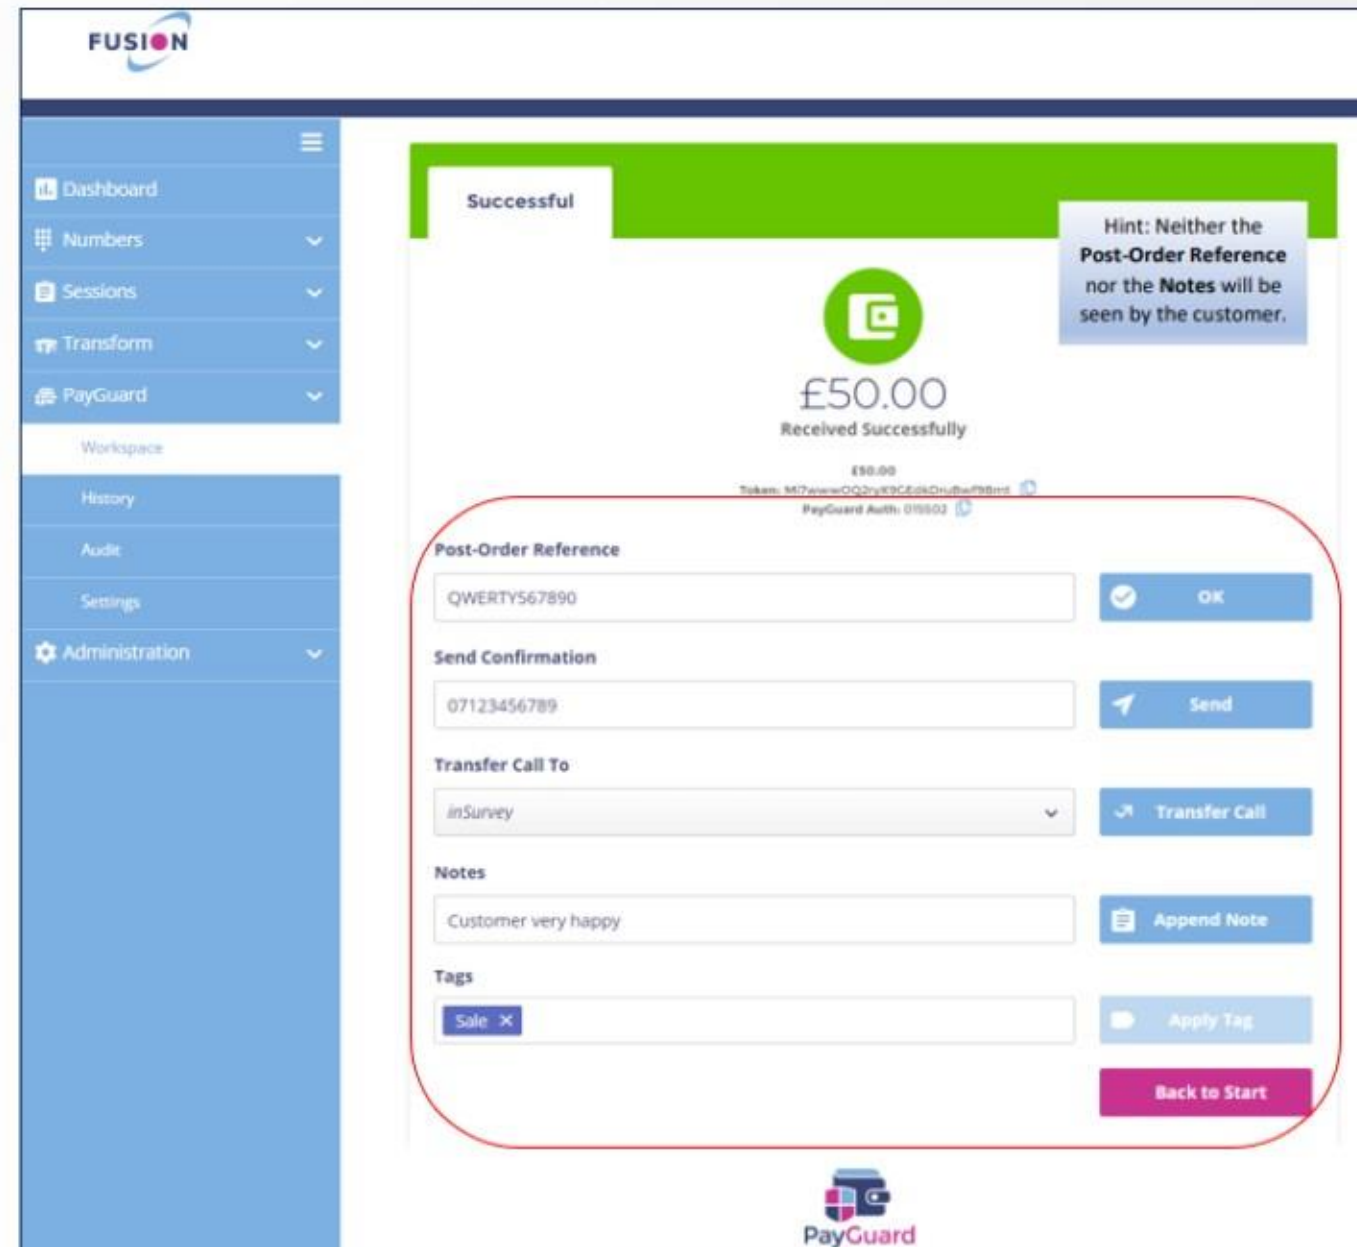 FUSION
Dashboard
Numbers
Sessions
Transform
PayGuard
Workspace
History
Audit
Settings
Administration
Successful
Hint: Neither the
Post-Order Reference
nor the Notes will be
seen by the customer.
£50.00
Received Successfully
£50.00
Token:
PayGuard Auth: 015502
Post-Order Reference
QWERTY567890
OK
Send Confirmation
07123456789
Send
Transfer Call To
inSurvey
Transfer Call
Notes
Customer very happy
Append Note
Tags
Sale ×
Apply Tag
Back to Start
PayGuard